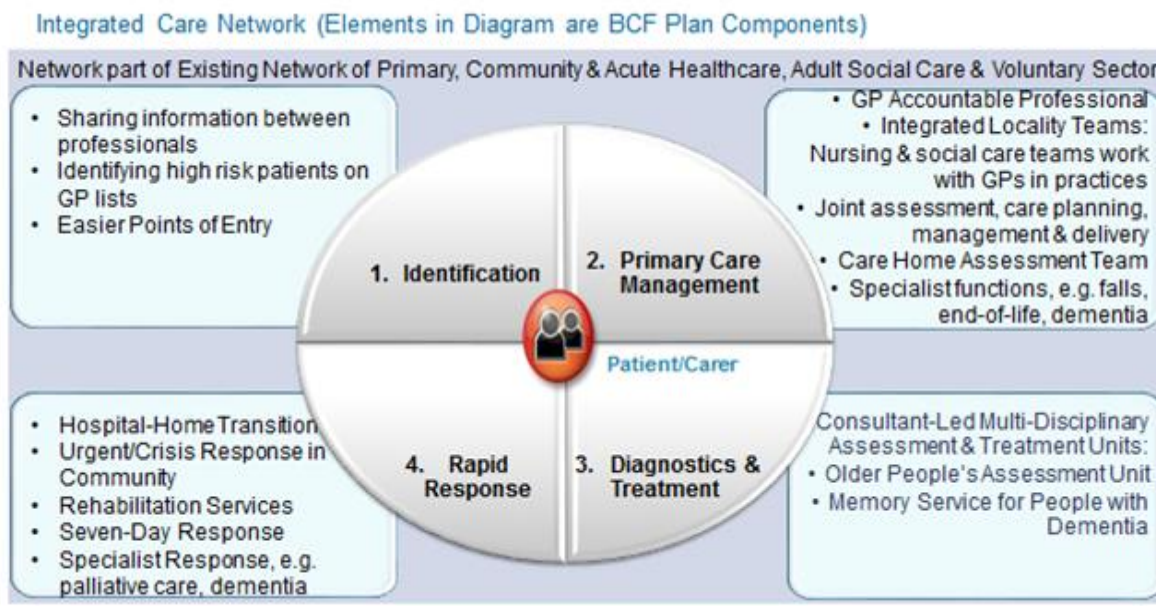 Integrated Care Network (Elements in Diagram are BCF Plan Components)
Network part of Existing Network of Primary, Community & Acute Healthcare, Adult Social Care & Voluntary Sector
• Sharing information between
professionals
• Identifying high risk patients on
GP lists
• Easier Points of Entry
• GP Accountable Professional
• Integrated Locality Teams:
Nursing & social care teams work
with GPs in practices
• Joint assessment, care planning,
management & delivery
• Care Home Assessment Team
• Specialist functions, e.g. falls,
end-of-life, dementia
1. Identification
2. Primary Care
Management
Patient/Carer
4. Rapid
Response
3. Diagnostics &
Treatment
• Hospital-Home Transition
• Urgent/Crisis Response in
Community
• Rehabilitation Services
• Seven-Day Response
• Specialist Response, e.g.
palliative care, dementia
Consultant-Led Multi-Disciplinary
Assessment & Treatment Units:
• Older People's Assessment Unit
• Memory Service for People with
Dementia